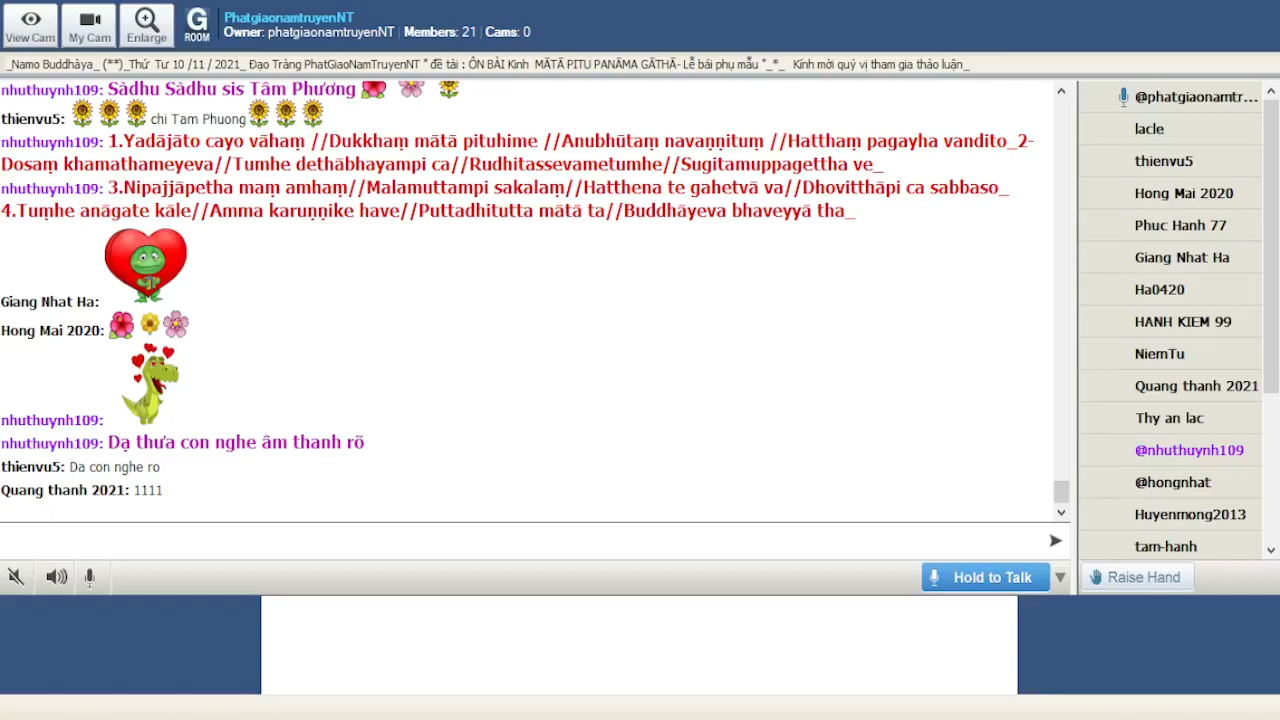 View Cam
My Cam
Enlarge
G
ROOM
PhatgiaonamtruyenNT
Owner: phatgiaonamtruyenNT | Members: 21 | Cams: 0
_Namo Buddhàya_ (**)_Thứ Tư 10 /11 / 2021_ Đạo Tràng PhatGiaoNamTruyenNT " đề tài : ÔN BÀI Kinh MĀTĀ PITU PANĀMA GĀTHĀ- Lễ bái phụ mẫu "_*_ Kính mời quý vị tham gia thảo luận_
nhuthuynh109: Sàdhu Sàdhu sis Tâm Phương
thienvu5: chi Tam Phuong
nhuthuynh109: 1.Yadājāto cayo vāhaṃ //Dukkhaṃ mātā pituhime //Anubhūtaṃ navaṇṇituṃ //Hatthaṃ pagayha vandito_2-
Dosaṃ khamathameyeva//Tumhe dethābhayampi ca//Rudhitassevametumhe//Sugitamuppagettha ve_
nhuthuynh109: 3.Nipajjāpetha maṃ amhaṃ//Malamuttampi sakalaṃ//Hatthena te gahetvā va//Dhovitthāpi ca sabbaso_
4.Tuṃhe anāgate kāle//Amma karuṇṇike have//Puttadhitutta mātā ta//Buddhāyeva bhaveyyā tha_
Giang Nhat Ha:
Hong Mai 2020:
nhuthuynh109:
nhuthuynh109: Dạ thưa con nghe âm thanh rõ
thienvu5: Da con nghe ro
Quang thanh 2021: 1111
Hold to Talk
@phatgiaonamtr...
lacle
thienvu5
Hong Mai 2020
Phuc Hanh 77
Giang Nhat Ha
Ha0420
HANH KIEM 99
NiemTu
Quang thanh 2021
Thy an lac
@nhuthuynh109
@hongnhat
Huyenmong2013
tam-hanh
Raise Hand